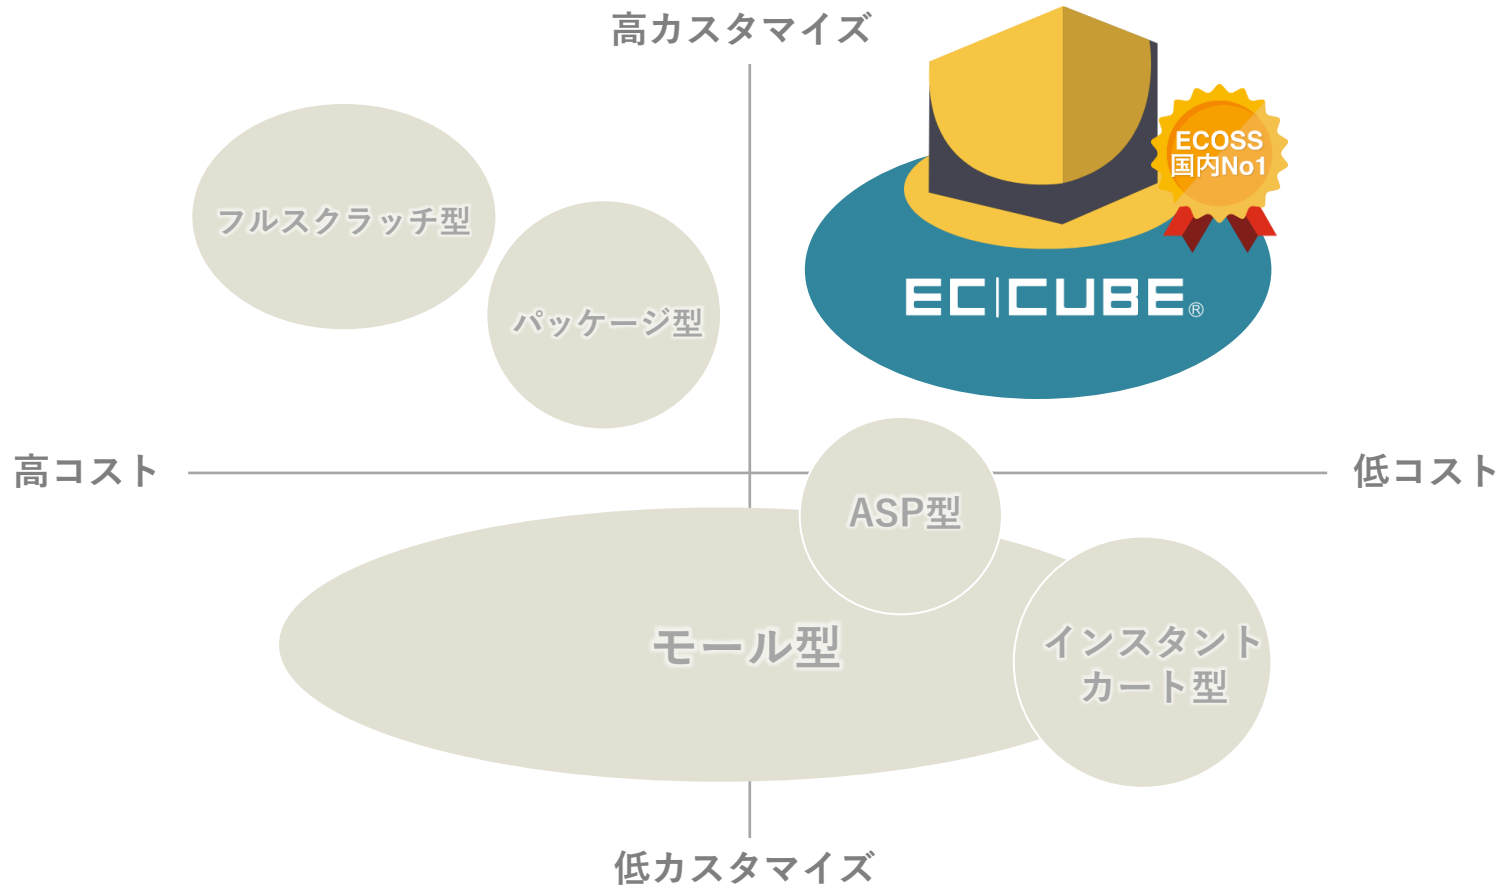 高カスタマイズ
ECOSS
国内No1
フルスクラッチ型
EC|CUBE®
パッケージ型
高コスト
低コスト
ASP型
モール型
インスタント
カート型
低カスタマイズ